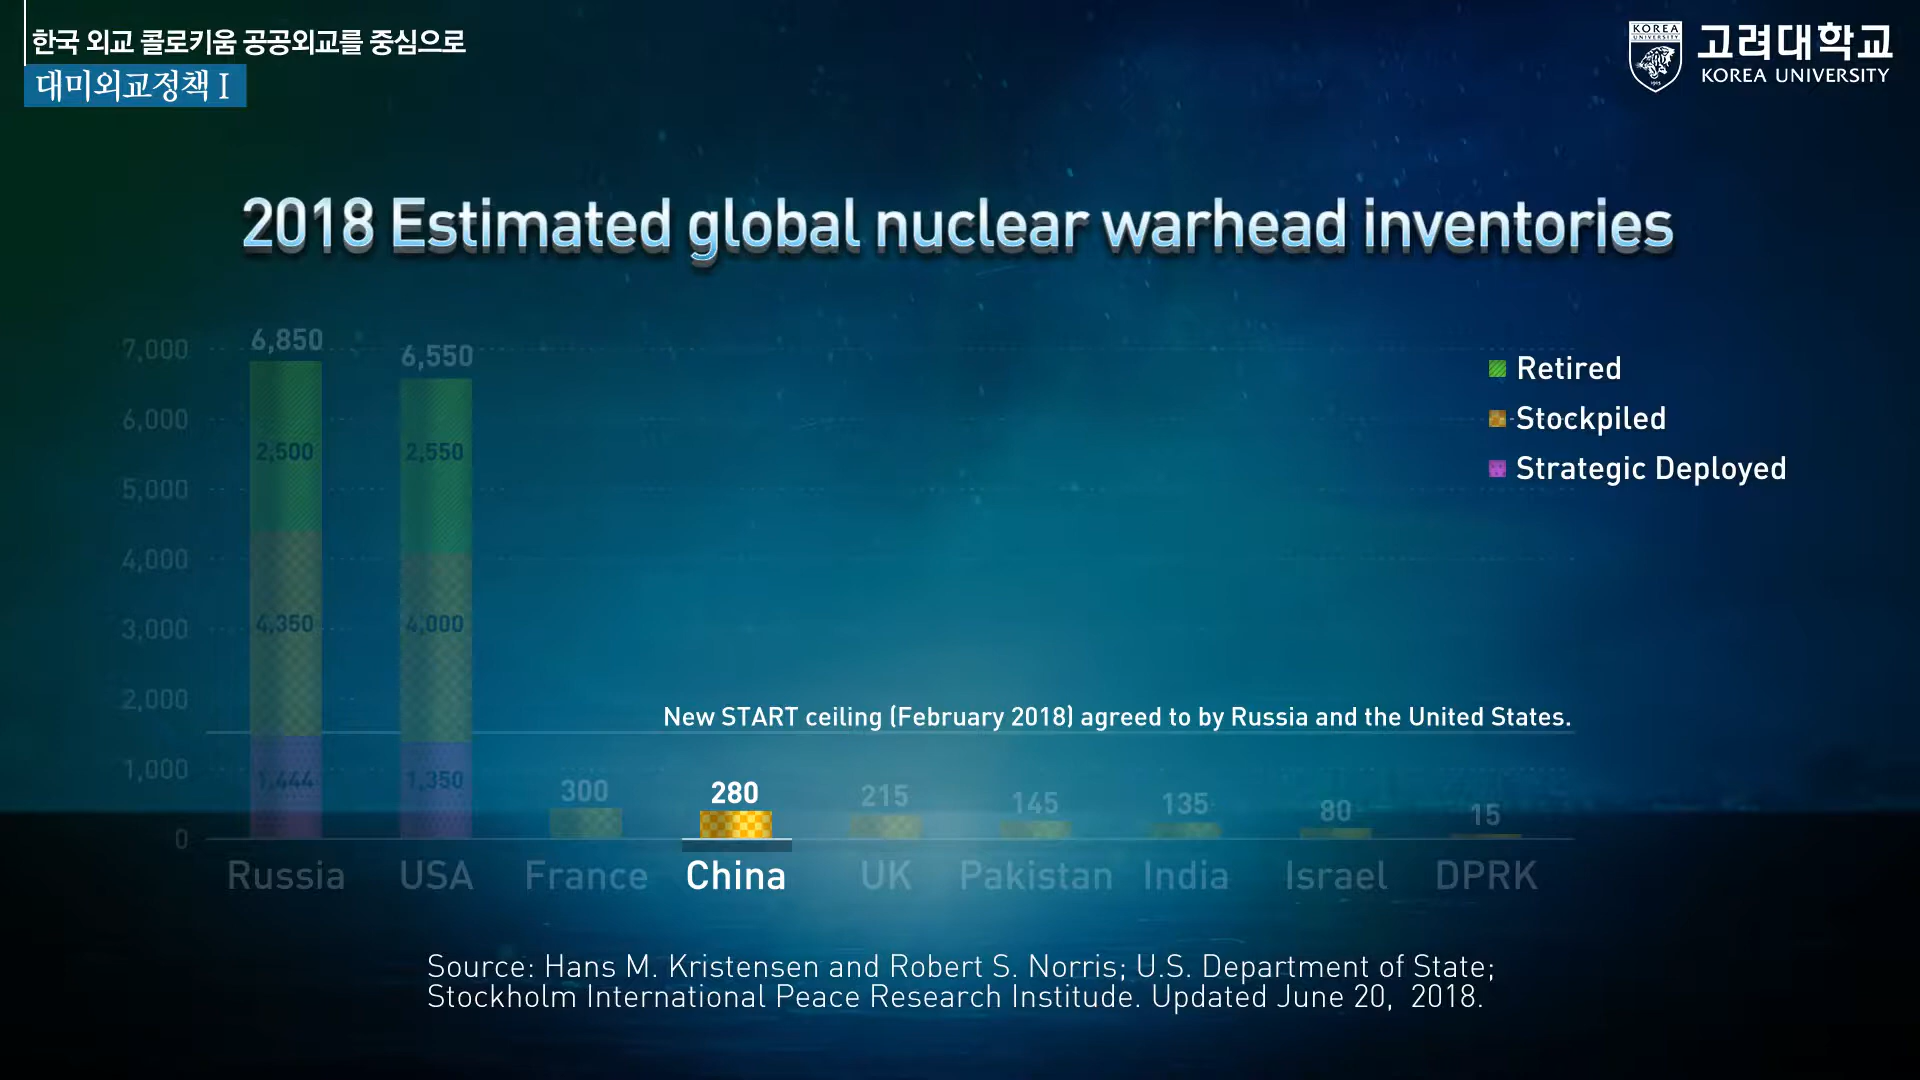 한국 외교 콜로키움 공공외교를 중심으로
대미외교정책 I
KOREA
UNIVERSITY
1905
고려대학교
KOREA UNIVERSITY
2018 Estimated global nuclear warhead inventories
7,000
6,000
5,000
4,000
3,000
2,000
1,000
0
6,850
2,500
4,350
1,444
6,550
2,550
4,000
1,350
300
280
215
145
135
80
15
Retired
Stockpiled
Strategic Deployed
New START ceiling (February 2018) agreed to by Russia and the United States.
Russia USA France China UK Pakistan India Israel DPRK
Source: Hans M. Kristensen and Robert S. Norris; U.S. Department of State;
Stockholm International Peace Research Institude. Updated June 20, 2018.